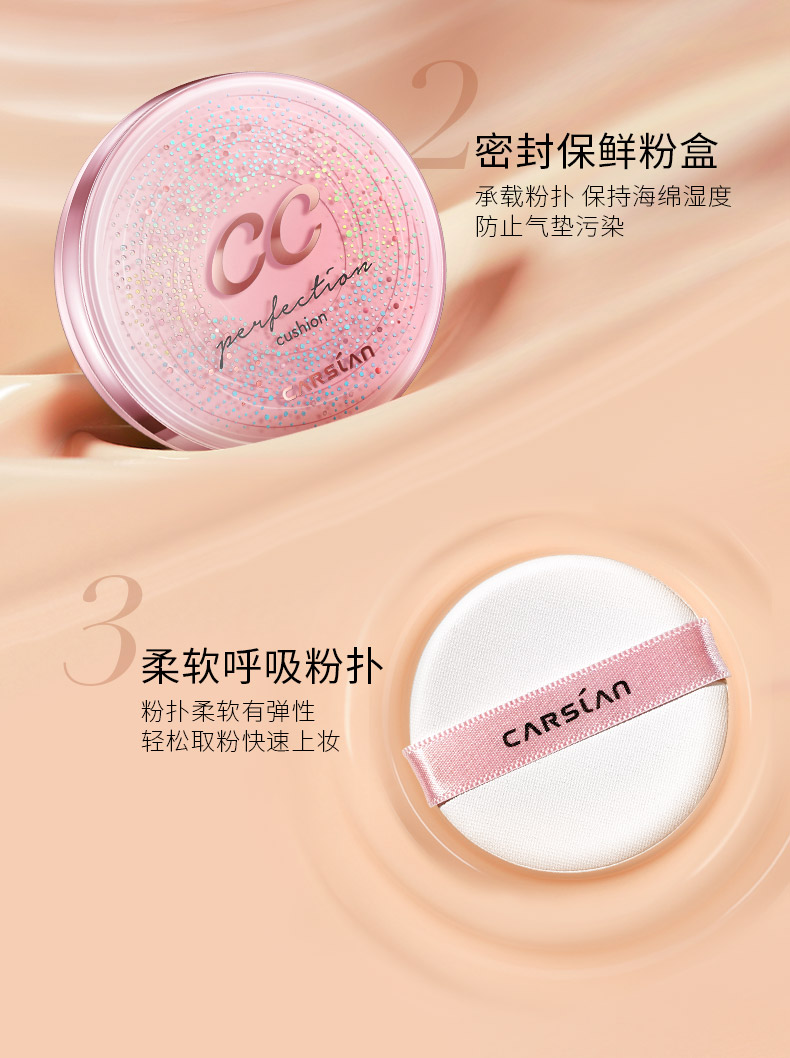 2
密封保鲜粉盒
承载粉扑 保持海绵湿度
防止气垫污染
CC
perfection
cushion
CARSLAN
3
柔软呼吸粉扑
粉扑柔软有弹性
轻松取粉快速上妆
CARSLAN